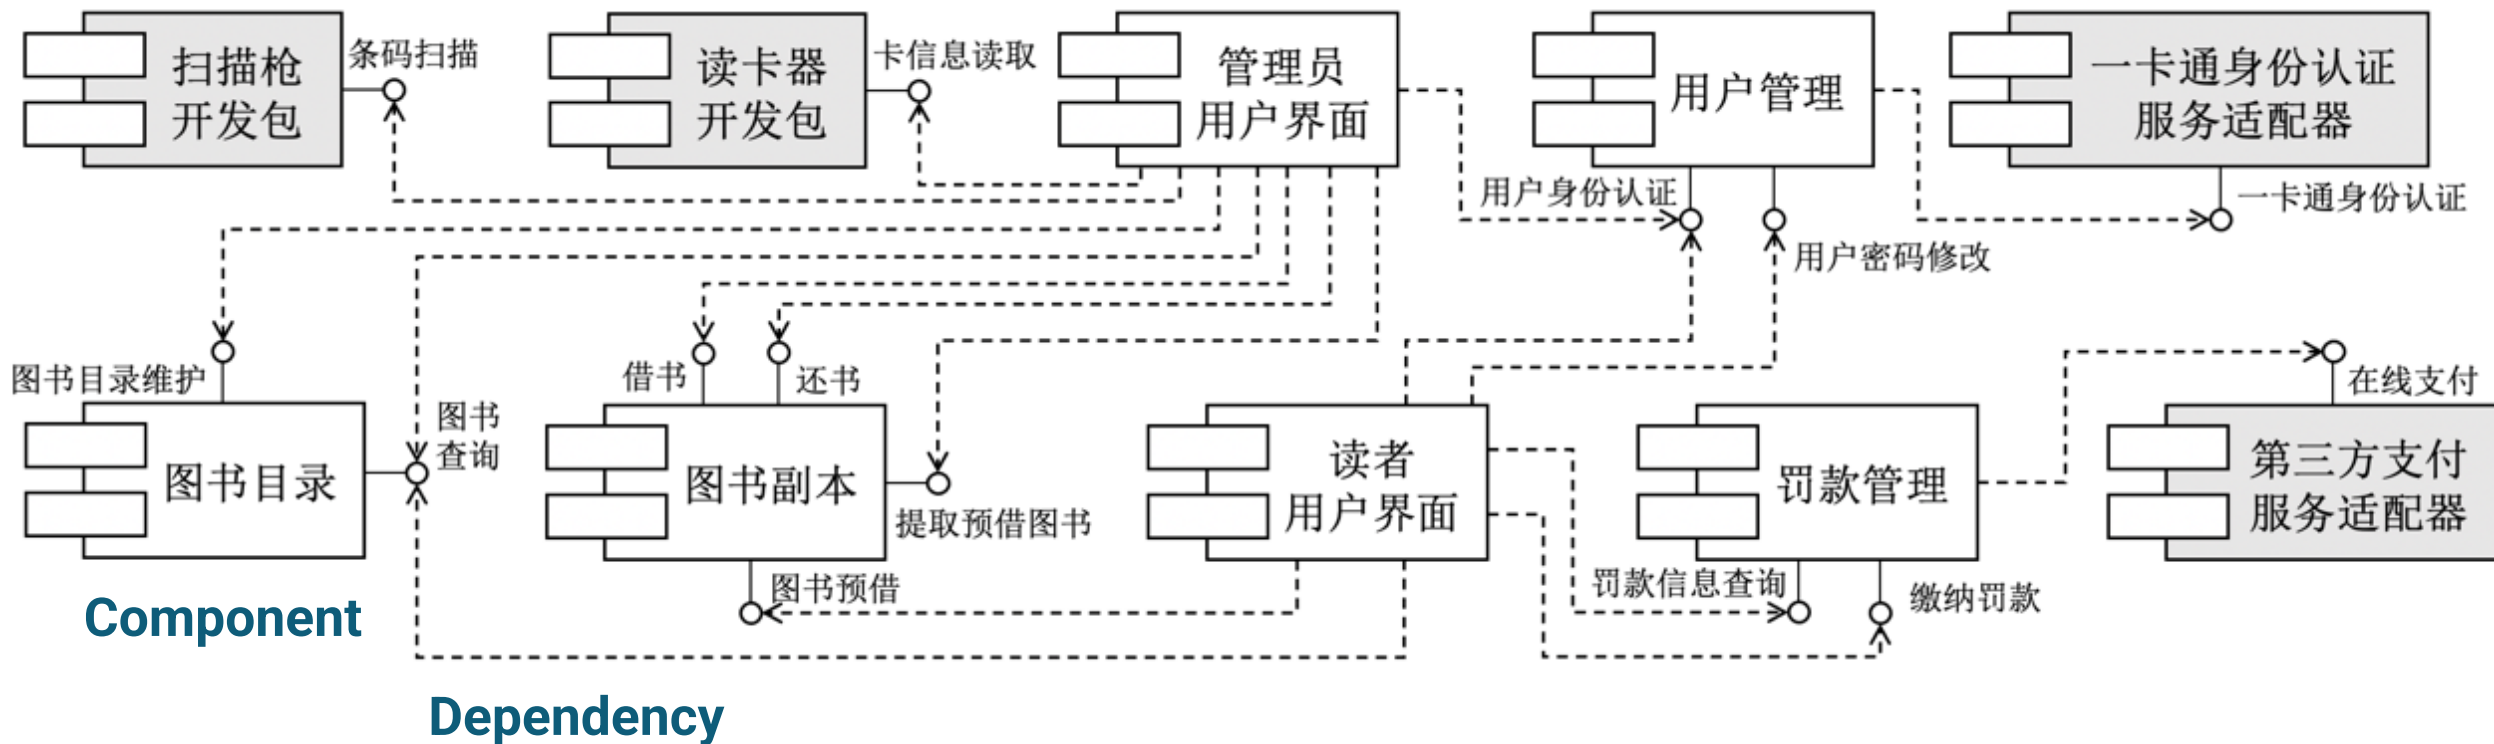 扫描枪
开发包
条码扫描
读卡器
开发包
卡信息读取
管理员
用户界面
用户管理
一卡通身份认证
服务适配器
用户身份认证
一卡通身份认证
用户密码修改
图书目录维护
借书
还书
在线支付
图书
查询
图书目录
图书副本
提取预借图书
读者
用户界面
罚款管理
第三方支付
服务适配器
图书预借
罚款信息查询
缴纳罚款
Component
Dependency